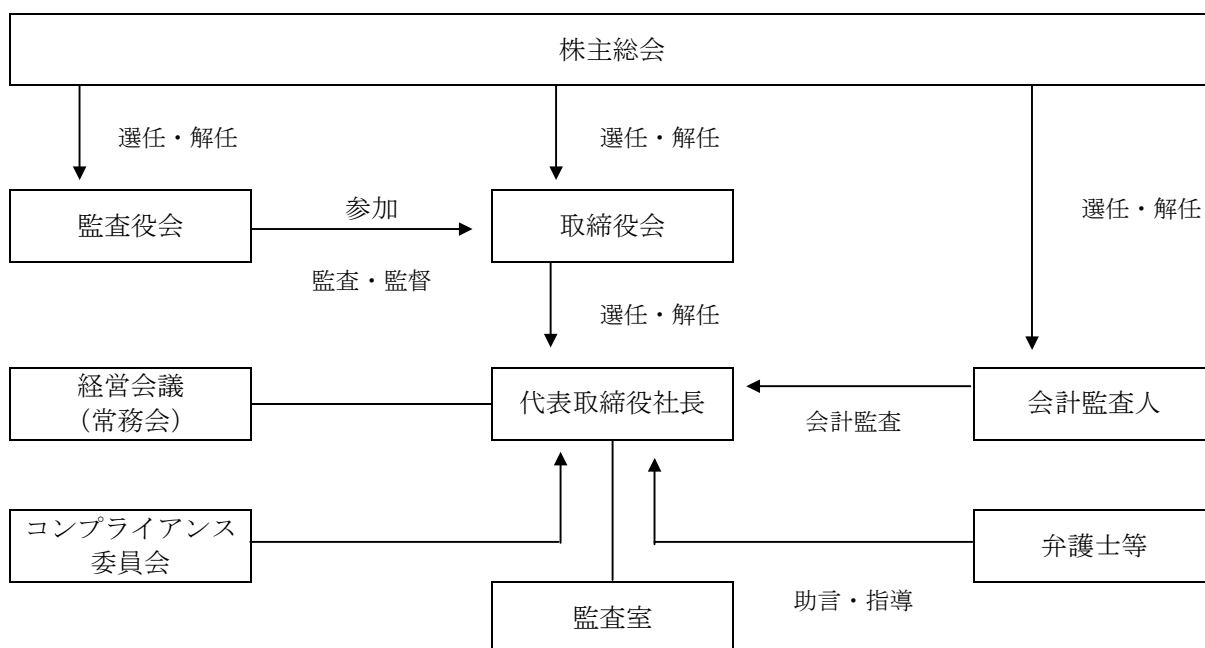 株主総会
選任・解任
選任・解任
選任・解任
監査役会
参加
取締役会
監査・監督
選任・解任
経営会議
（常務会）
代表取締役社長
会計監査
会計監査人
コンプライアンス
委員会
弁護士等
助言・指導
監査室